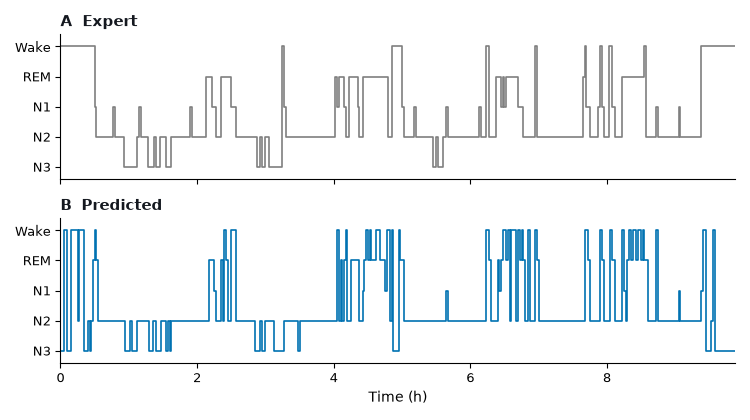 A Expert
Wake
REM
N1
N2
N3
B Predicted
Wake
REM
N1
N2
N3
0 2 4 6 8
Time (h)